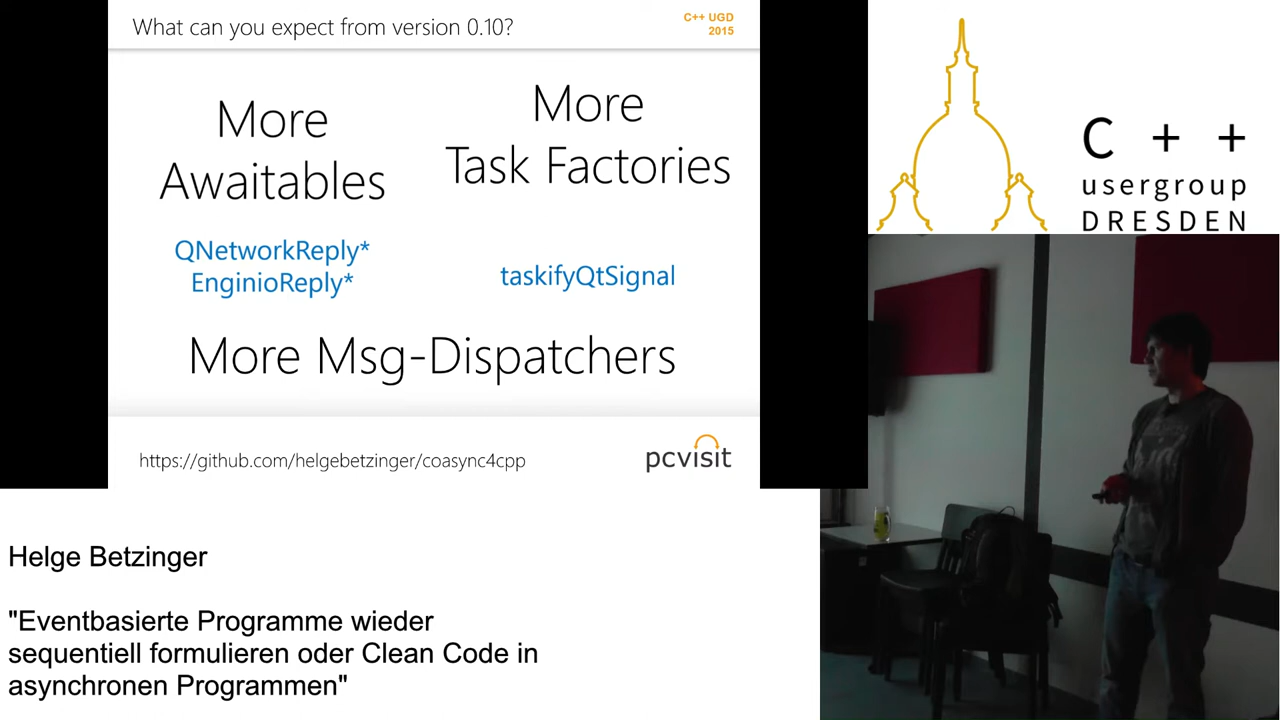 What can you expect from version 0.10?
C++ UGD
2015
More
Awaitables
More
Task Factories
QNetworkReply*
EnginioReply*
taskifyQtSignal
More Msg-Dispatchers
https://github.com/helgebetzinger/coasync4cpp
pcvisit
C + +
usergroup
DRESDEN
Helge Betzinger
"Eventbasierte Programme wieder
sequentiell formulieren oder Clean Code in
asynchronen Programmen"